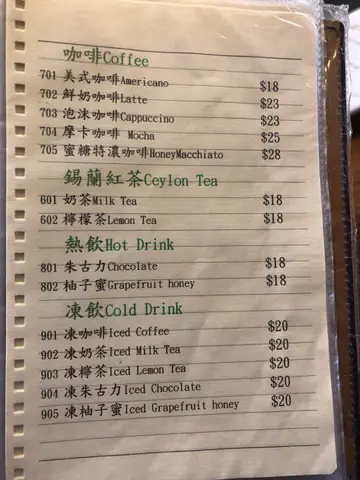 咖啡Coffee
701 美式咖啡Americano $18
702 鮮奶咖啡Latte $23
703 泡沫咖啡Cappuccino $23
704 摩卡咖啡 Mocha $25
705 蜜糖特濃咖啡HoneyMacchiato $28
錫蘭紅茶Ceylon Tea
601 奶茶Milk Tea $18
602 檸檬茶Lemon Tea $18
熱飲Hot Drink
801 朱古力Chocolate $18
802 柚子蜜Grapefruit honey $18
凍飲Cold Drink
901 凍咖啡Iced Coffee $20
902 凍奶茶Iced Milk Tea $20
903 凍檸茶Iced Lemon Tea $20
904 凍朱古力Iced Chocolate $20
905 凍柚子蜜Iced Grapefruit honey $20